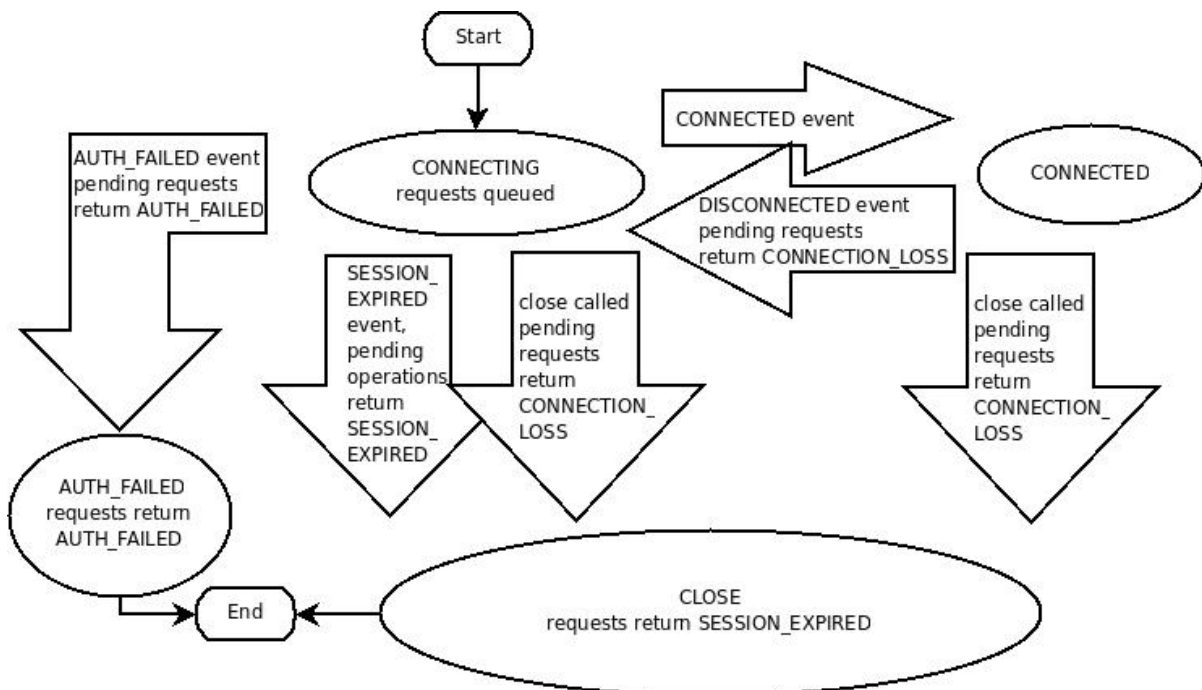 Start
CONNECTED event
AUTH_FAILED event
pending requests
return AUTH_FAILED
CONNECTING
requests queued
CONNECTED
DISCONNECTED event
pending requests
return CONNECTION_LOSS
SESSION_
EXPIRED
event,
pending
operations
return
SESSION_
EXPIRED
close called
pending
requests
return
CONNECTION_
LOSS
close called
pending
requests
return
CONNECTION_
LOSS
AUTH_FAILED
requests return
AUTH_FAILED
End
CLOSE
requests return SESSION_EXPIRED